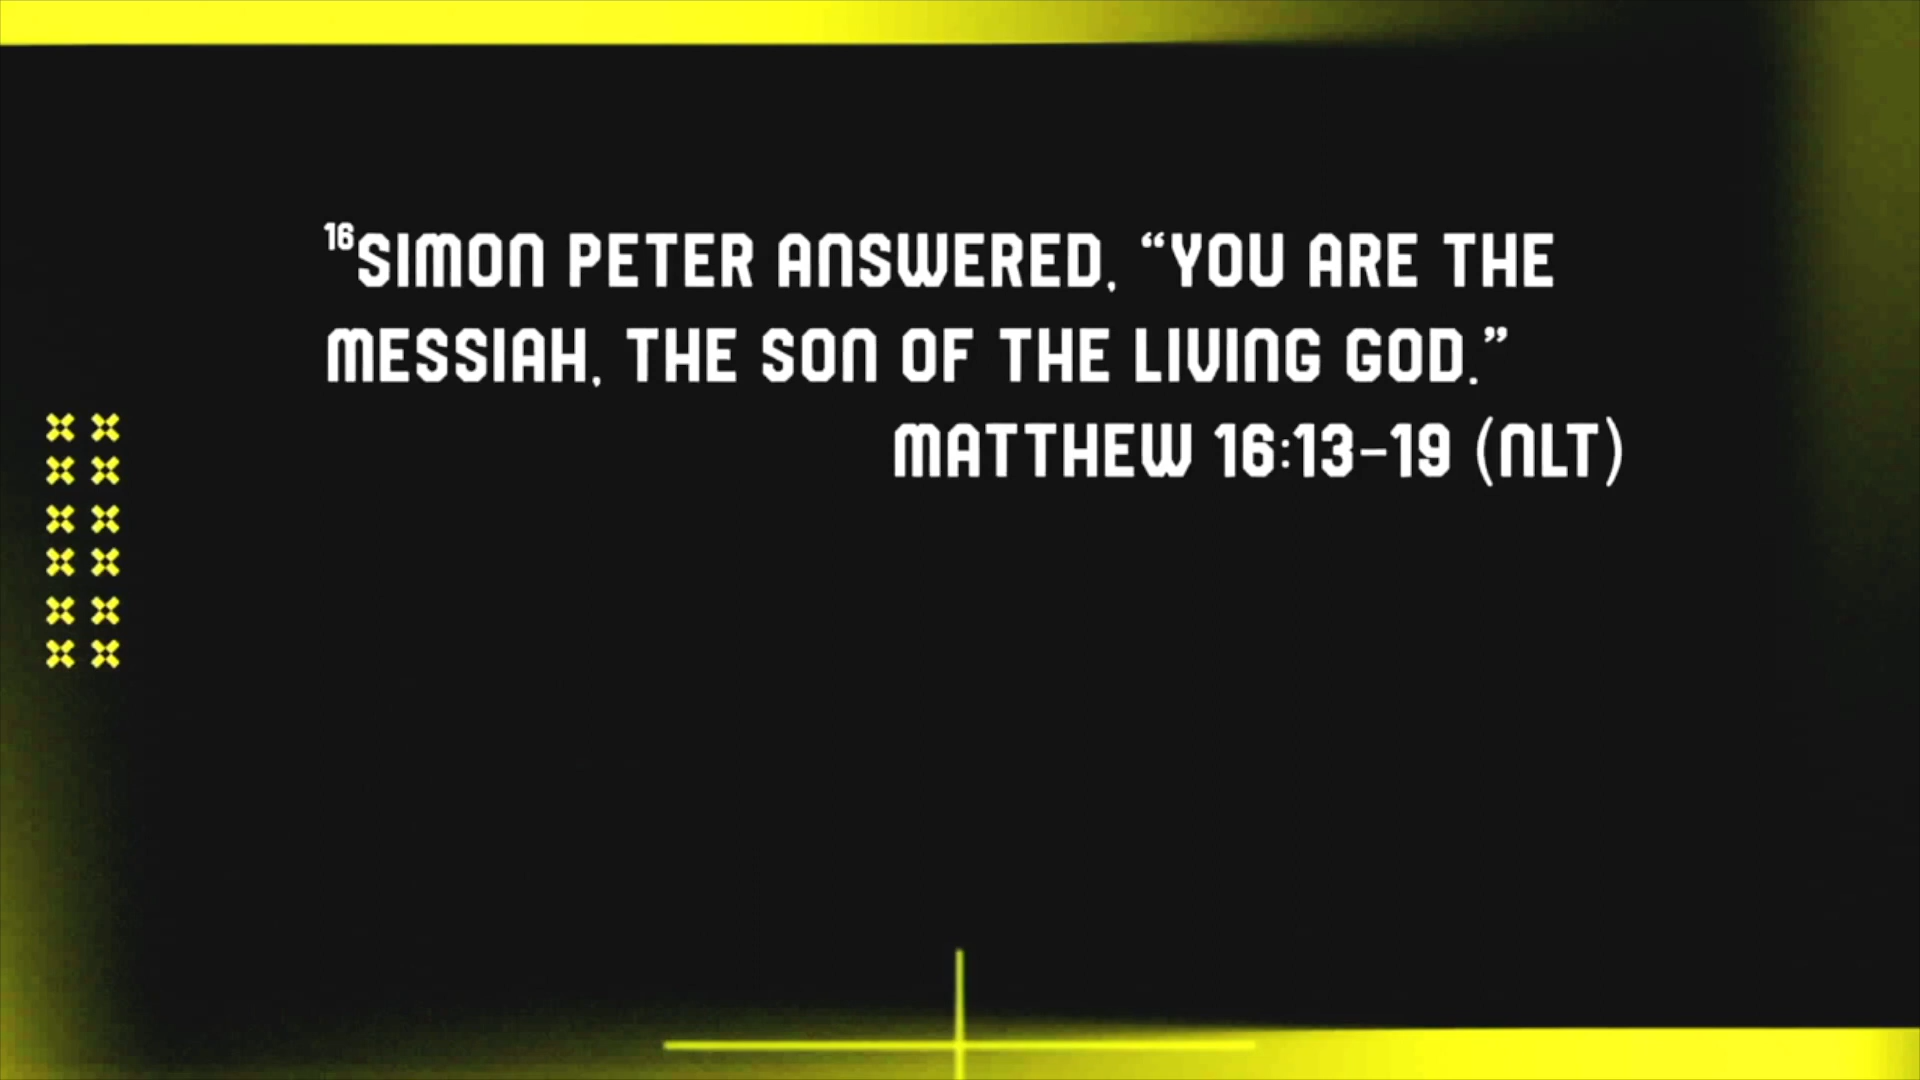 16SIMON PETER ANSWERED, “YOU ARE THE
MESSIAH, THE SON OF THE LIVING GOD.”
MATTHEW 16:13–19 (NLT)